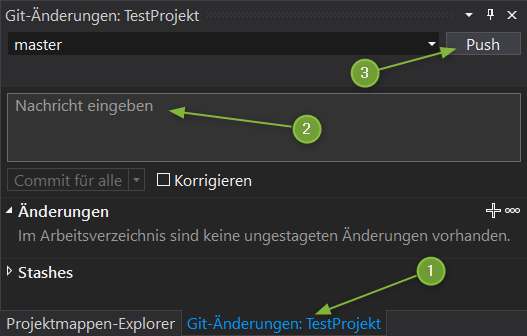 Git-Änderungen: TestProjekt
master
Push
3
Nachricht eingeben
2
Commit für alle
Korrigieren
Änderungen
Im Arbeitsverzeichnis sind keine ungestageten Änderungen vorhanden.
Stashes
1
Projektmappen-Explorer Git-Änderungen: TestProjekt